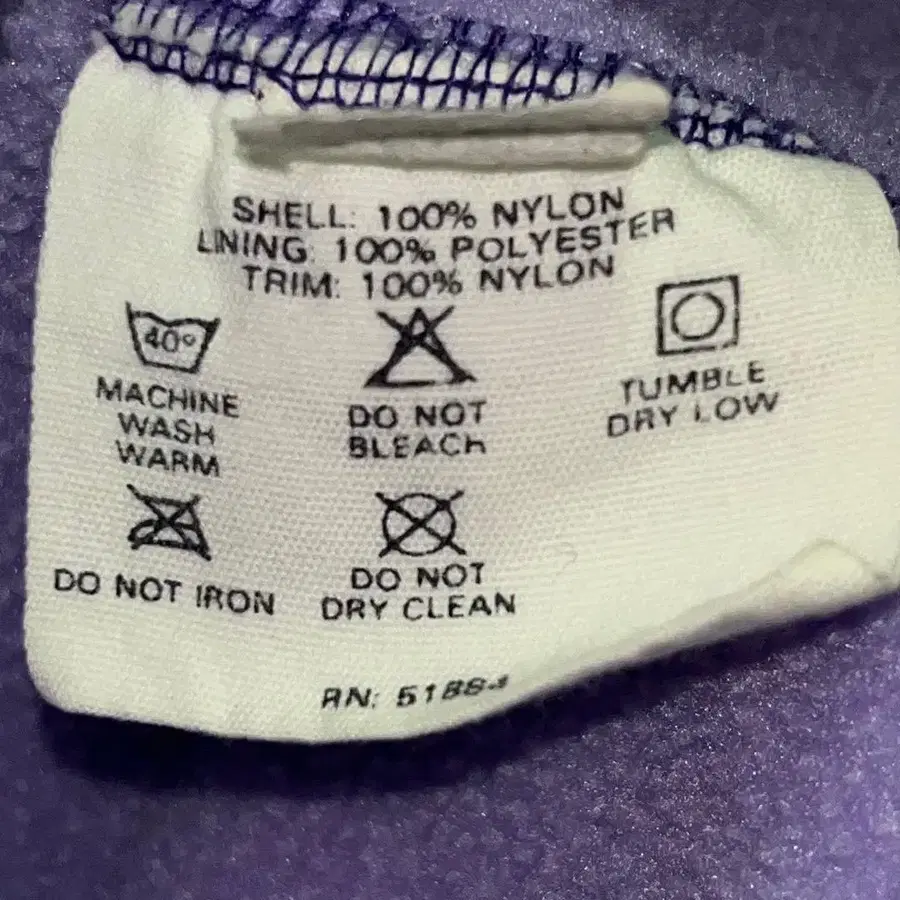 SHELL: 100% NYLON
LINING: 100% POLYESTER
TRIM: 100% NYLON
40°
MACHINE
WASH
WARM
DO NOT
BLEACh
TUMBLE
DRY LOW
DO NOT IRON
DO NOT
DRY CLEAN
RN: